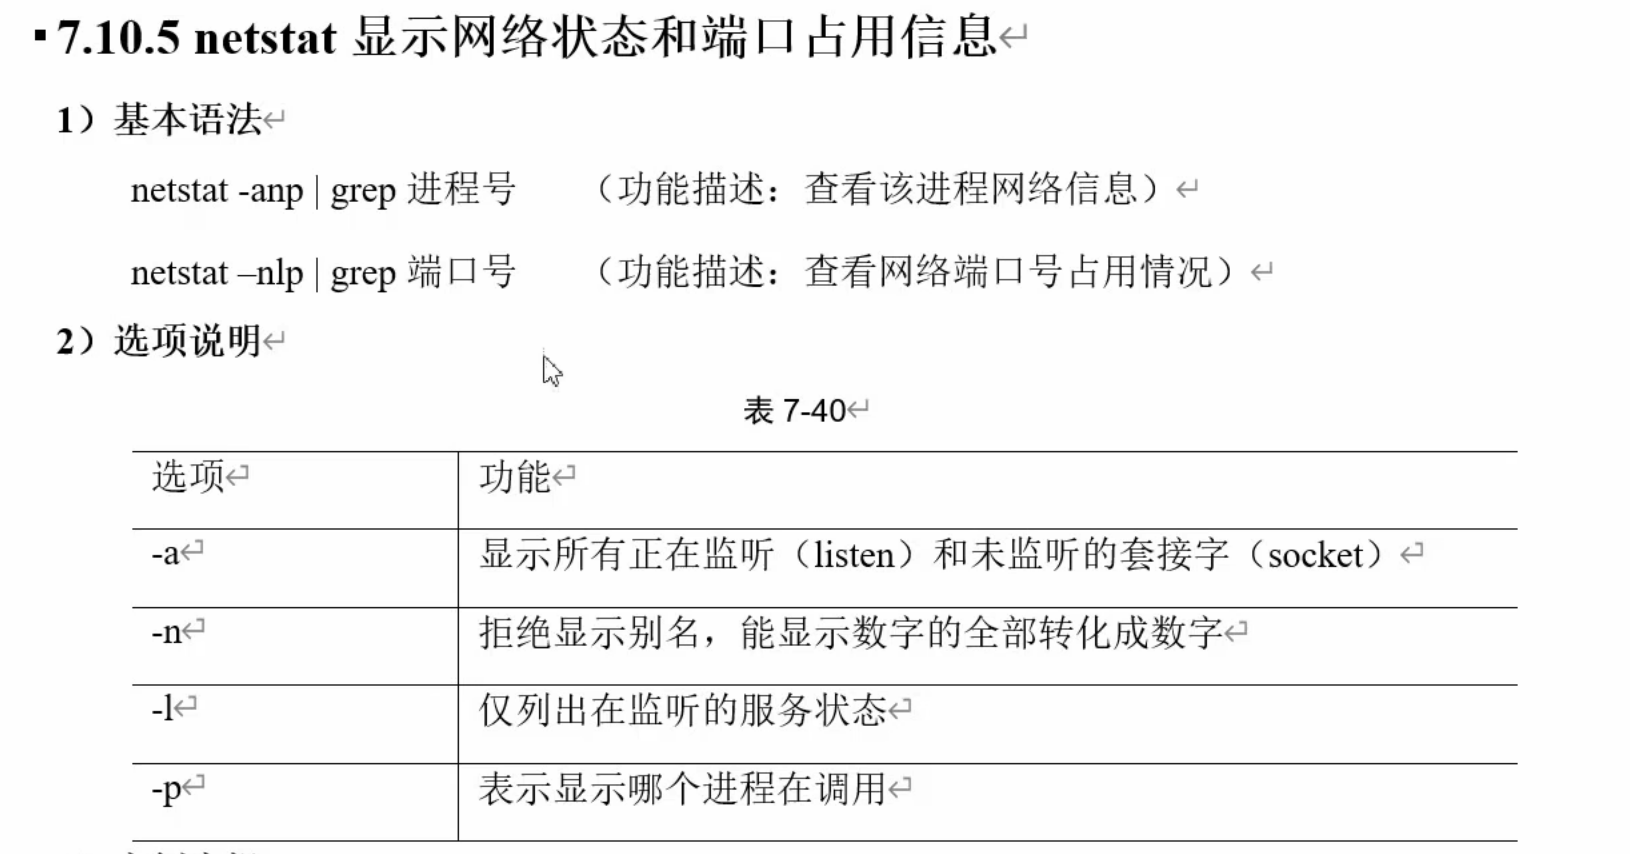 7.10.5 netstat 显示网络状态和端口占用信息
1）基本语法
netstat -anp | grep 进程号 （功能描述：查看该进程网络信息）
netstat –nlp | grep 端口号 （功能描述：查看网络端口号占用情况）
2）选项说明
表 7-40
选项 功能
-a 显示所有正在监听（listen）和未监听的套接字（socket）
-n 拒绝显示别名，能显示数字的全部转化成数字
-l 仅列出在监听的服务状态
-p 表示显示哪个进程在调用